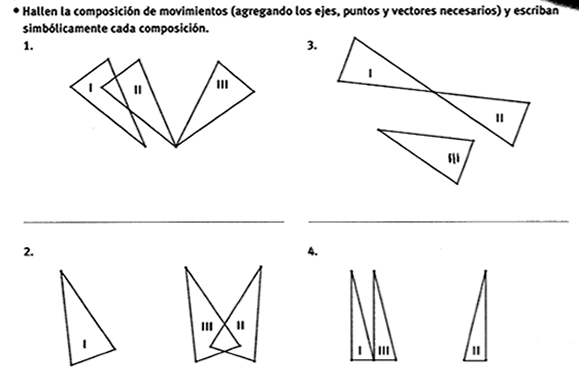 • Hallen la composición de movimientos (agregando los ejes, puntos y vectores necesarios) y escriban
simbólicamente cada composición.
1.
3.
I
II
III
I
II
III
2.
4.
I
III
II
I
III
II